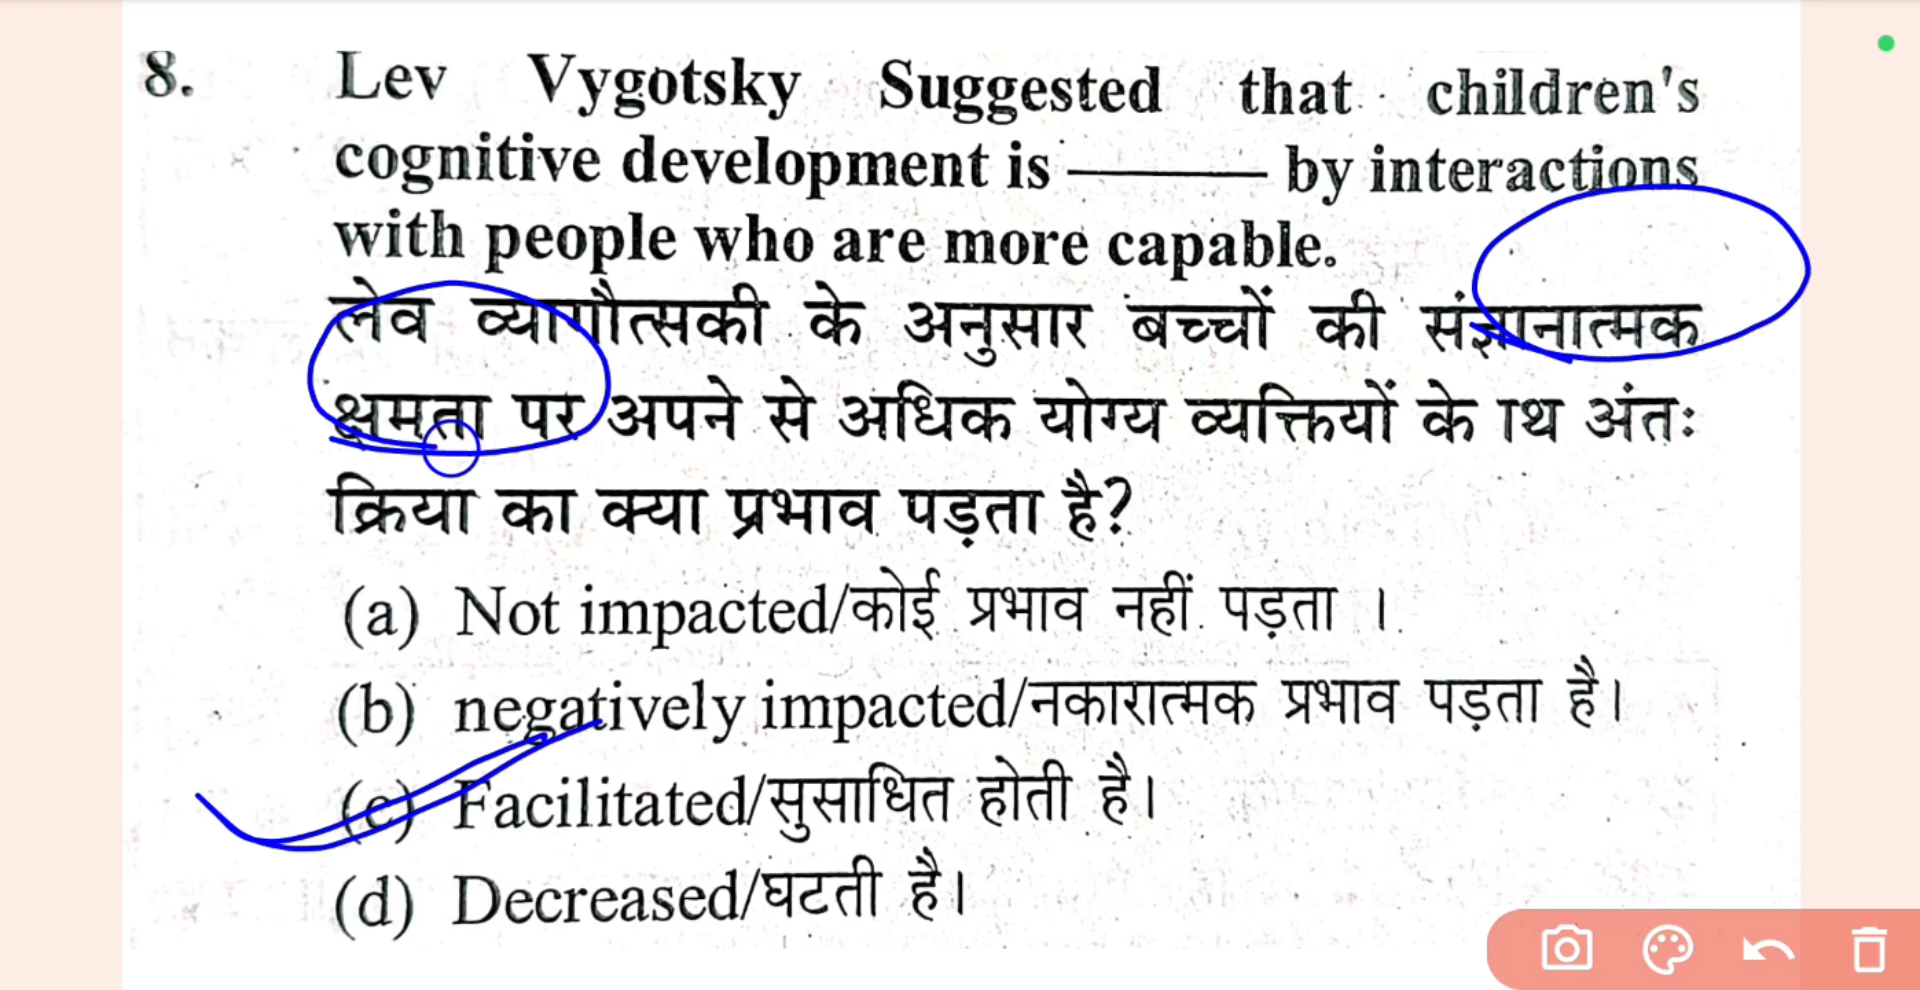 8. Lev Vygotsky Suggested that children's
cognitive development is ——— by interactions
with people who are more capable.
लेव व्यागौत्सकी के अनुसार बच्चों की संज्ञानात्मक
क्षमता पर अपने से अधिक योग्य व्यक्तियों के ाथ अंतः
क्रिया का क्या प्रभाव पड़ता है?
(a) Not impacted/कोई प्रभाव नहीं पड़ता ।
(b) negatively impacted/नकारात्मक प्रभाव पड़ता है।
(c) Facilitated/सुसाधित होती है।
(d) Decreased/घटती है।